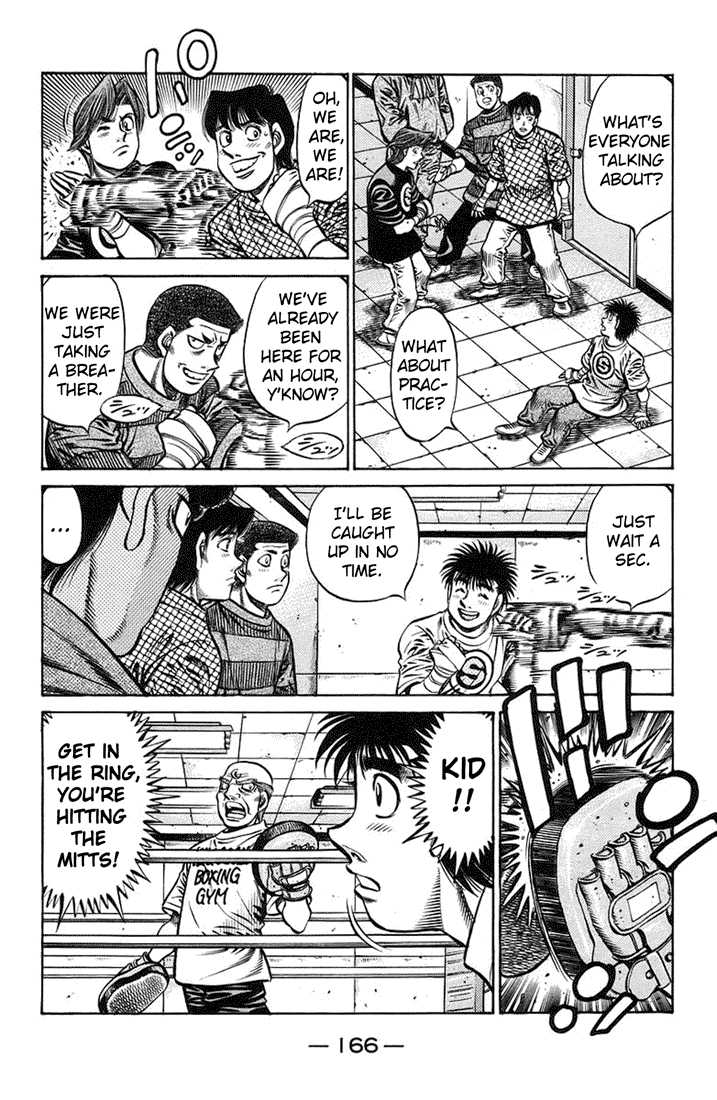 WHAT'S
EVERYONE
TALKING
ABOUT?
WHAT
ABOUT
PRAC-
TICE?
OH,
WE
ARE,
WE
ARE!
WE'VE
ALREADY
BEEN
HERE FOR
AN HOUR,
Y'KNOW?
WE WERE
JUST
TAKING
A BREA-
THER.
JUST
WAIT A
SEC.
I'LL BE
CAUGHT
UP IN NO
TIME.
...
KID
!!
GET IN
THE RING,
YOU'RE
HITTING
THE
MITTS!
BOXING
GYM
— 166 —